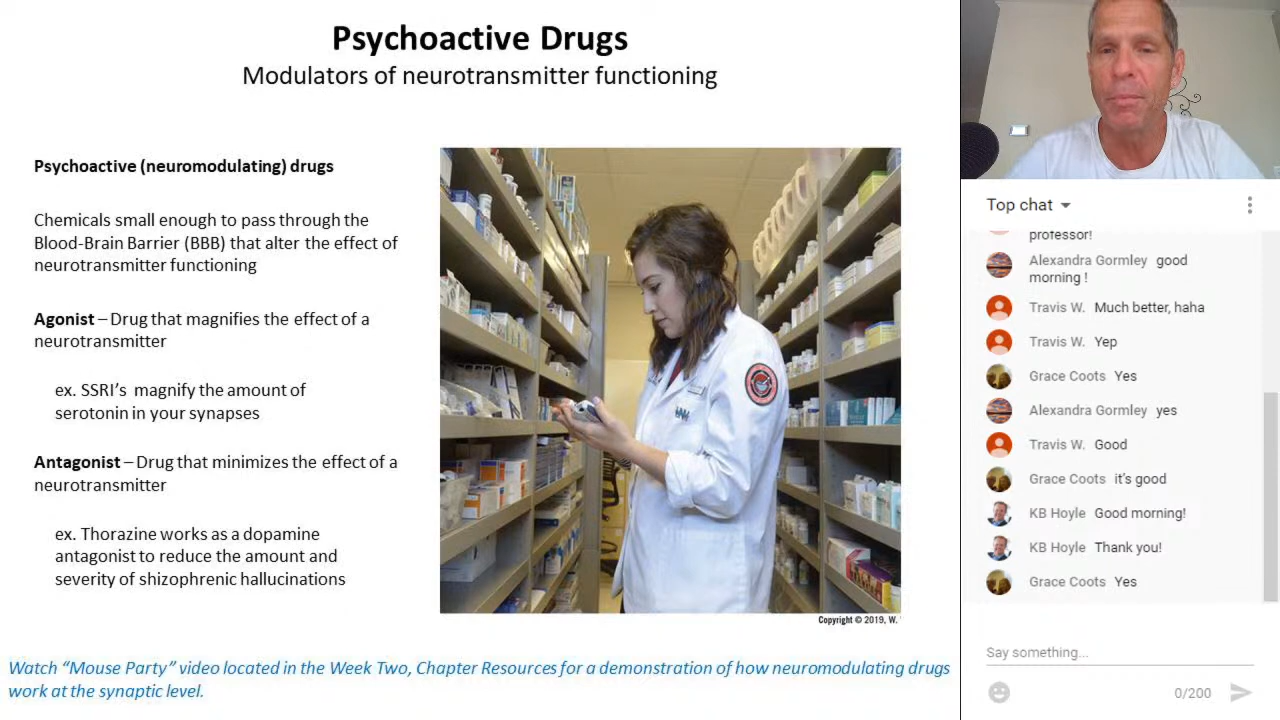 Psychoactive Drugs
Modulators of neurotransmitter functioning
Psychoactive (neuromodulating) drugs
Chemicals small enough to pass through the
Blood-Brain Barrier (BBB) that alter the effect of
neurotransmitter functioning
Agonist – Drug that magnifies the effect of a
neurotransmitter
ex. SSRI’s magnify the amount of
serotonin in your synapses
Antagonist – Drug that minimizes the effect of a
neurotransmitter
ex. Thorazine works as a dopamine
antagonist to reduce the amount and
severity of shizophrenic hallucinations
Copyright © 2019, W.
Watch “Mouse Party” video located in the Week Two, Chapter Resources for a demonstration of how neuromodulating drugs
work at the synaptic level.
Top chat
professor!
Alexandra Gormley good
morning !
Travis W. Much better, haha
Travis W. Yep
Grace Coots Yes
Alexandra Gormley yes
Travis W. Good
Grace Coots it’s good
KB Hoyle Good morning!
KB Hoyle Thank you!
Grace Coots Yes
Say something...
0/200